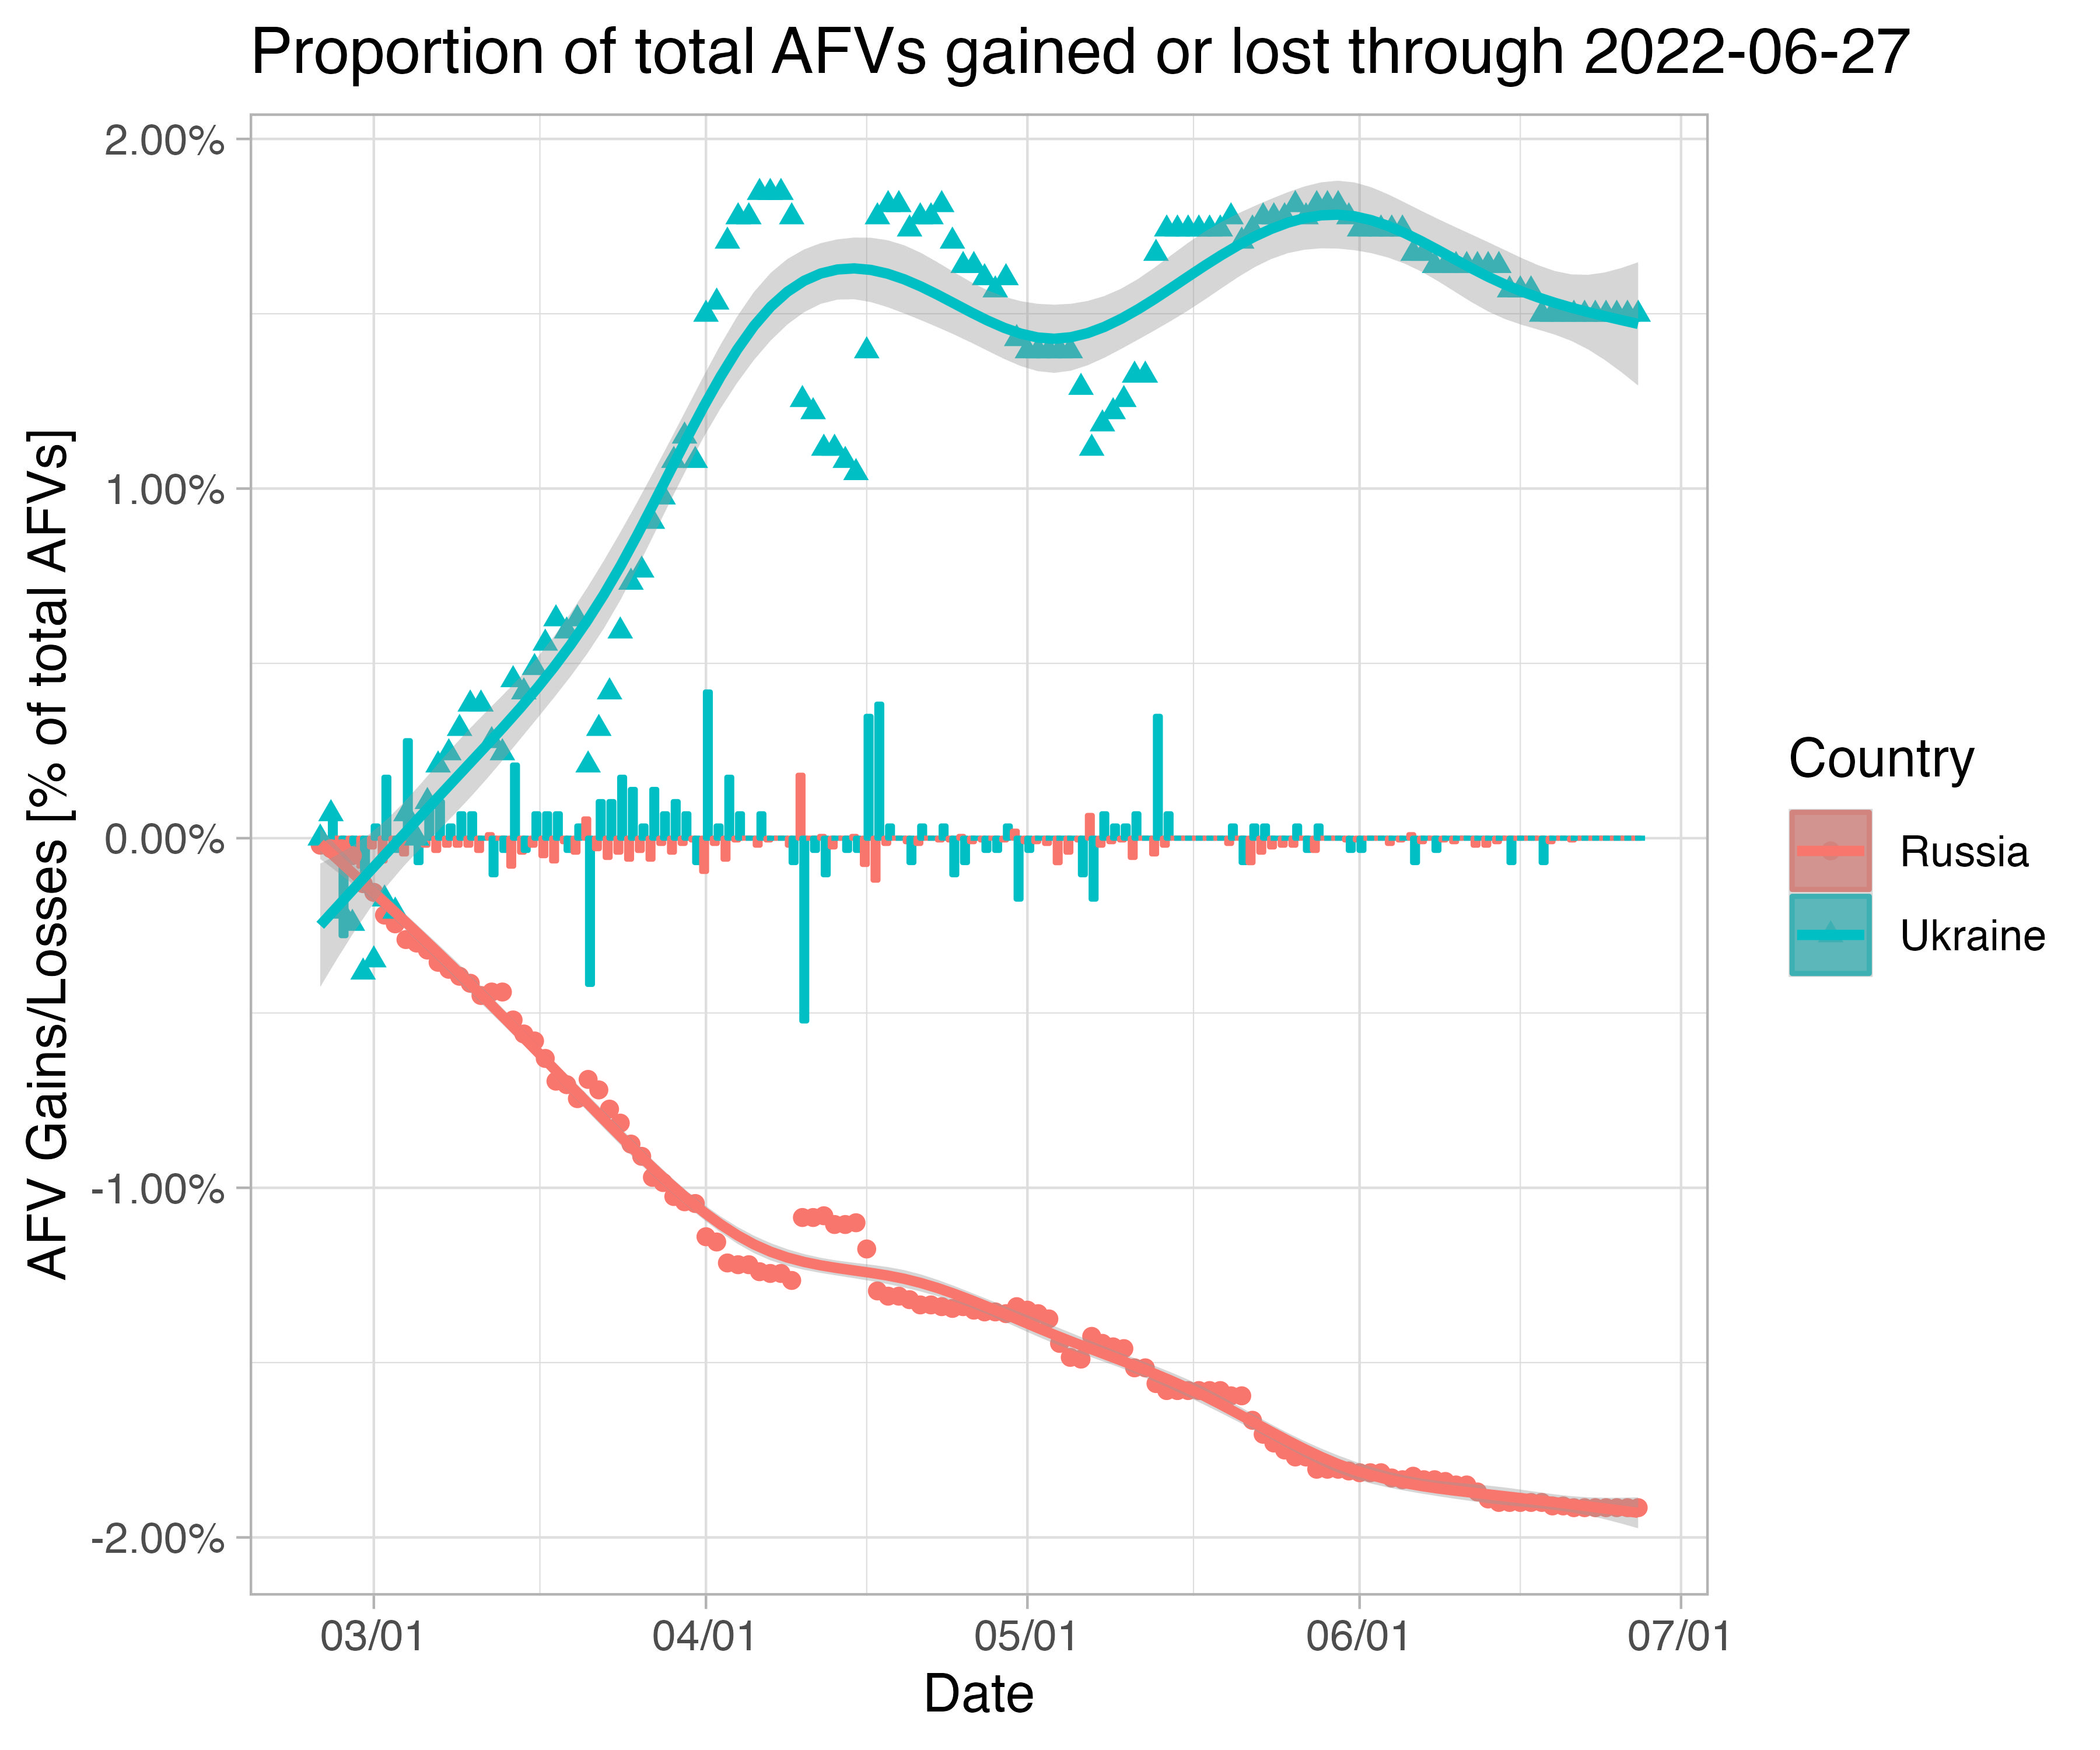 Proportion of total AFVs gained or lost through 2022-06-27
AFV Gains/Losses [% of total AFVs]
2.00%
1.00%
0.00%
-1.00%
-2.00%
03/01
04/01
05/01
06/01
07/01
Date
Country
Russia
Ukraine